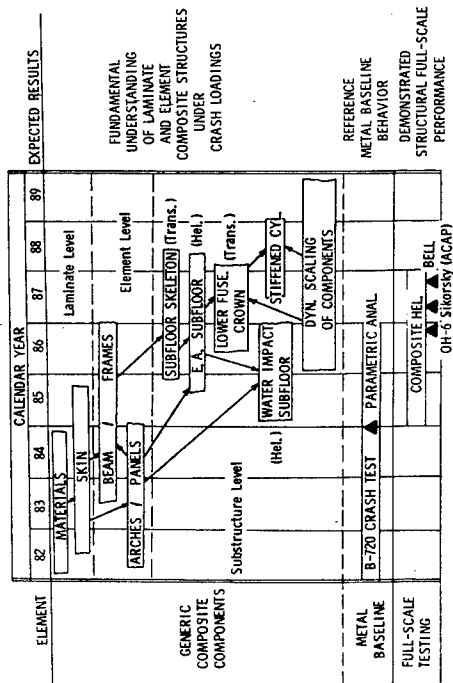 CALENDAR YEAR
ELEMENT
82
83
84
85
86
87
88
89
EXPECTED RESULTS
MATERIALS
Laminate Level
SKIN
BEAM / FRAMES
Element Level
ARCHES / PANELS
GENERIC
COMPOSITE
COMPONENTS
SUBFLOOR SKELETON (Trans.)
E.A. SUBFLOOR (Hel.)
LOWER FUSE. (Trans.)
CROWN
Substructure Level
(Hel.)
WATER IMPACT
SUBFLOOR
STIFFENED CYL.
DYN. SCALING
OF COMPONENTS
FUNDAMENTAL
UNDERSTANDING
OF LAMINATE
AND ELEMENT
COMPOSITE STRUCTURES
UNDER
CRASH LOADINGS
METAL
BASELINE
B-720 CRASH TEST
PARAMETRIC ANAL
REFERENCE
METAL BASELINE
BEHAVIOR
FULL-SCALE
TESTING
COMPOSITE HEL
BELL
OH-6 Sikorsky (ACAP)
DEMONSTRATED
STRUCTURAL FULL-SCALE
PERFORMANCE